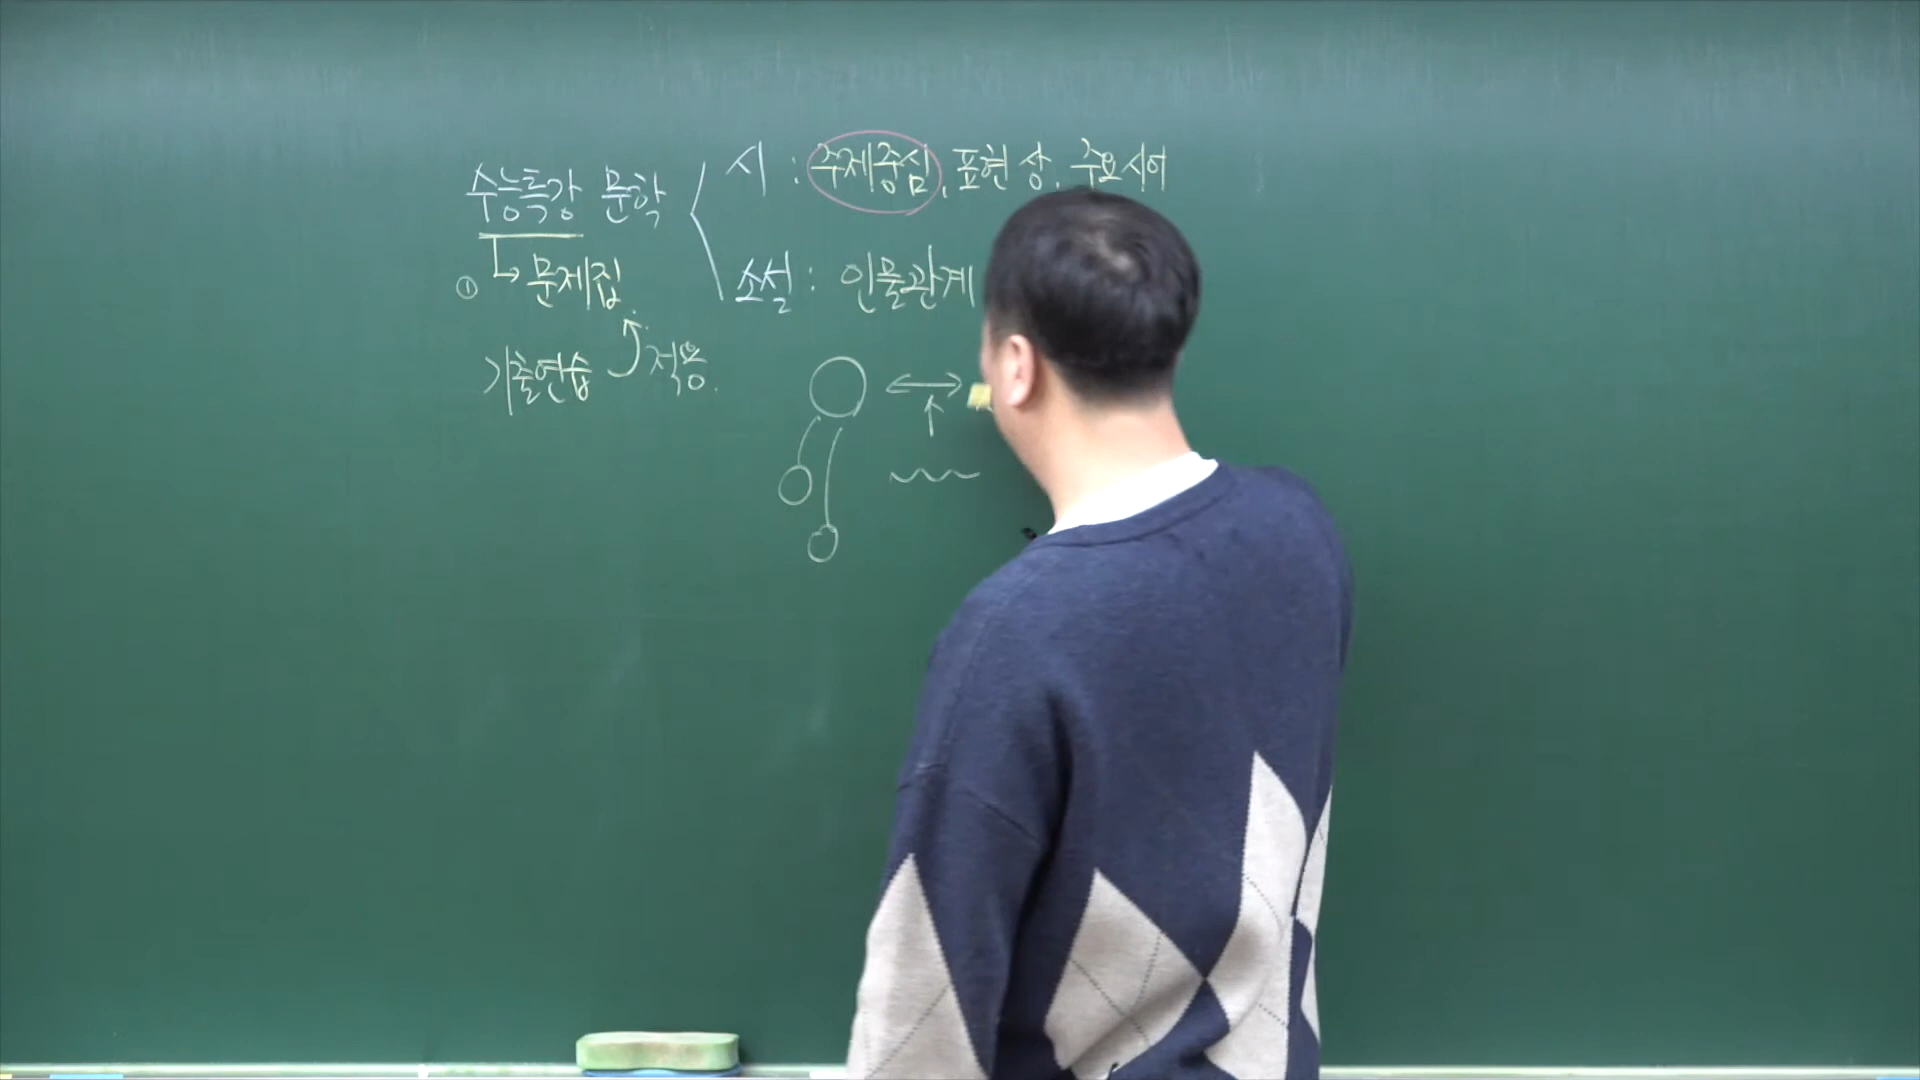 수능특강 문학
시 : 주제중심, 표현상, 주요시어
소설 : 인물관계
① 문제집
기출연습
적용.